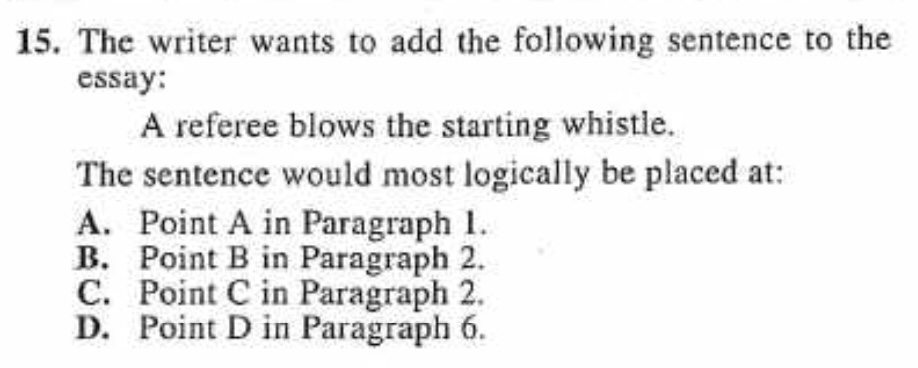 15. The writer wants to add the following sentence to the
essay:
A referee blows the starting whistle.
The sentence would most logically be placed at:
A. Point A in Paragraph 1.
B. Point B in Paragraph 2.
C. Point C in Paragraph 2.
D. Point D in Paragraph 6.